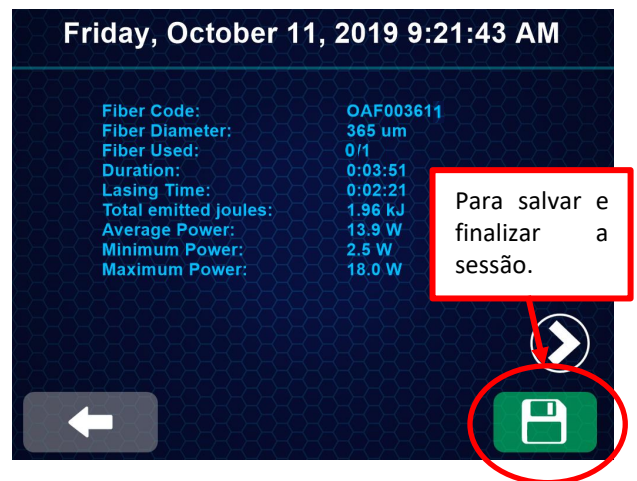 Friday, October 11, 2019 9:21:43 AM
Fiber Code: OAF003611
Fiber Diameter: 365 um
Fiber Used: 0/1
Duration: 0:03:51
Lasing Time: 0:02:21
Total emitted joules: 1.96 kJ
Average Power: 13.9 W
Minimum Power: 2.5 W
Maximum Power: 18.0 W
Para salvar e
finalizar a
sessão.